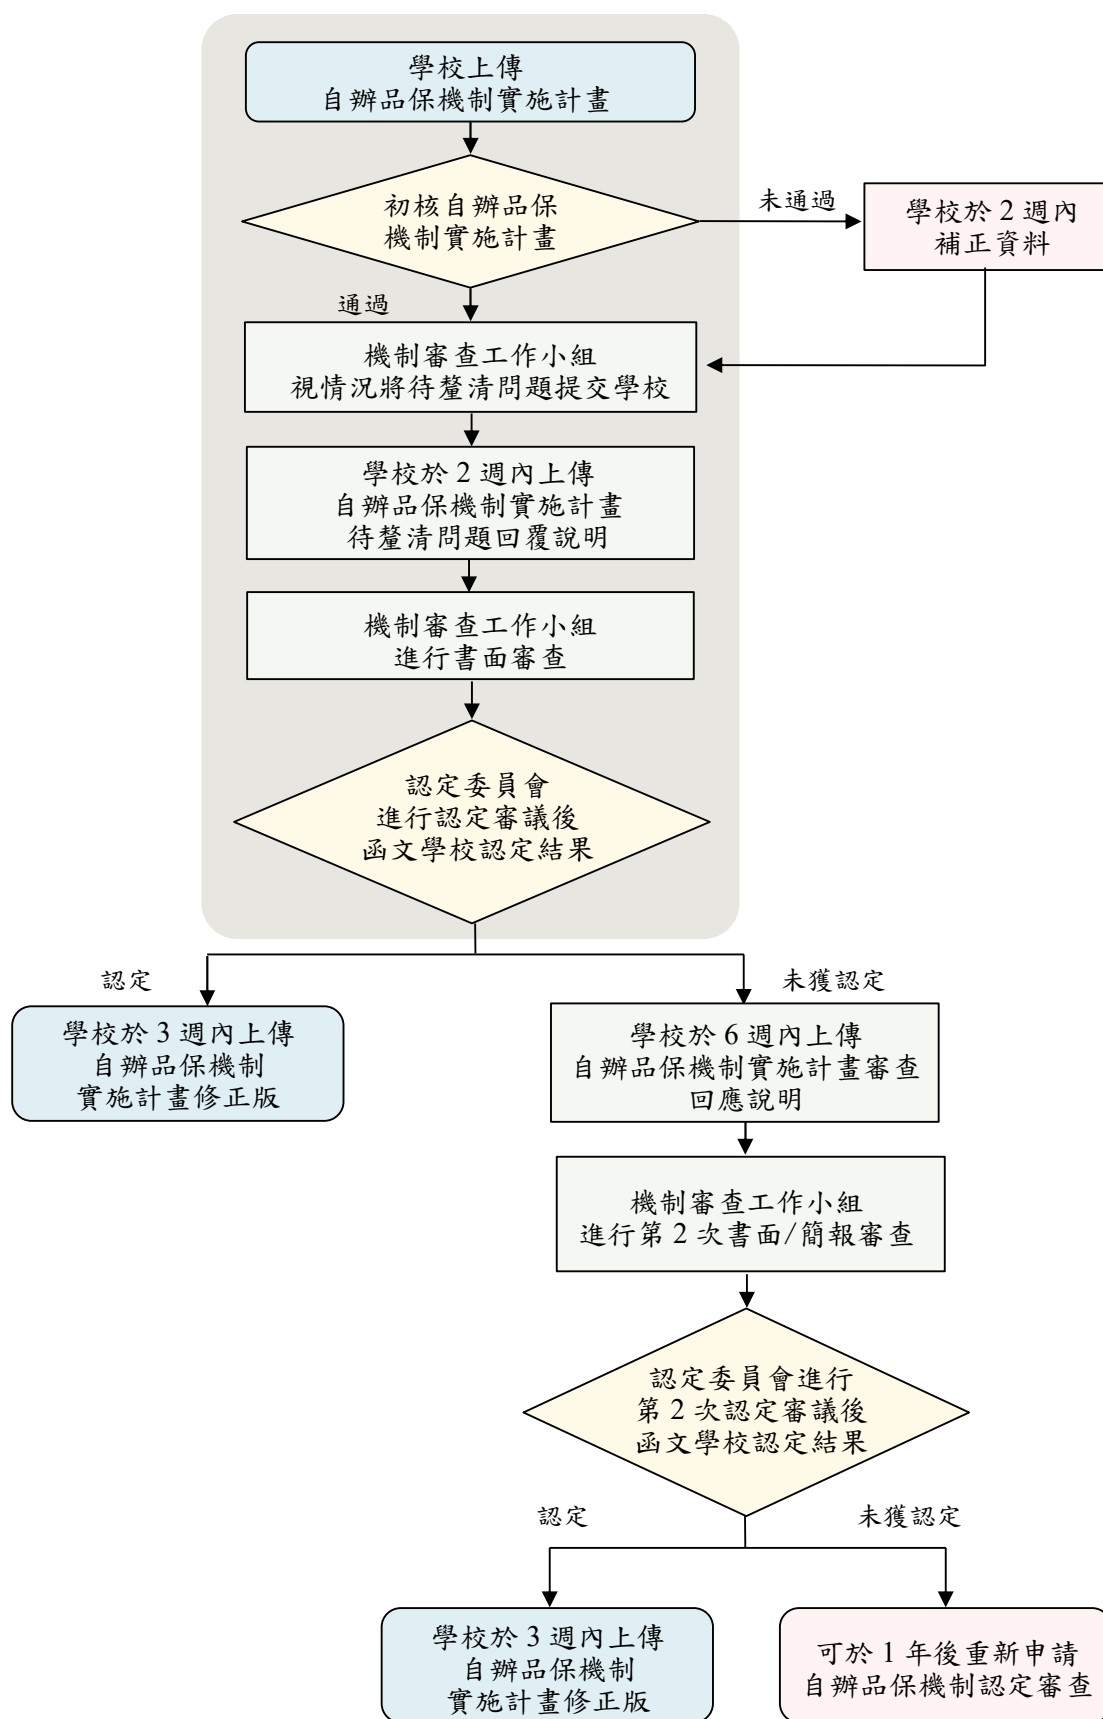 學校上傳
自辦品保機制實施計畫
初核自辦品保
機制實施計畫
未通過
學校於 2 週內
補正資料
通過
機制審查工作小組
視情況將待釐清問題提交學校
學校於 2 週內上傳
自辦品保機制實施計畫
待釐清問題回覆說明
機制審查工作小組
進行書面審查
認定委員會
進行認定審議後
函文學校認定結果
認定
未獲認定
學校於 3 週內上傳
自辦品保機制
實施計畫修正版
學校於 6 週內上傳
自辦品保機制實施計畫審查
回應說明
機制審查工作小組
進行第 2 次書面/簡報審查
認定委員會進行
第 2 次認定審議後
函文學校認定結果
認定
未獲認定
學校於 3 週內上傳
自辦品保機制
實施計畫修正版
可於 1 年後重新申請
自辦品保機制認定審查